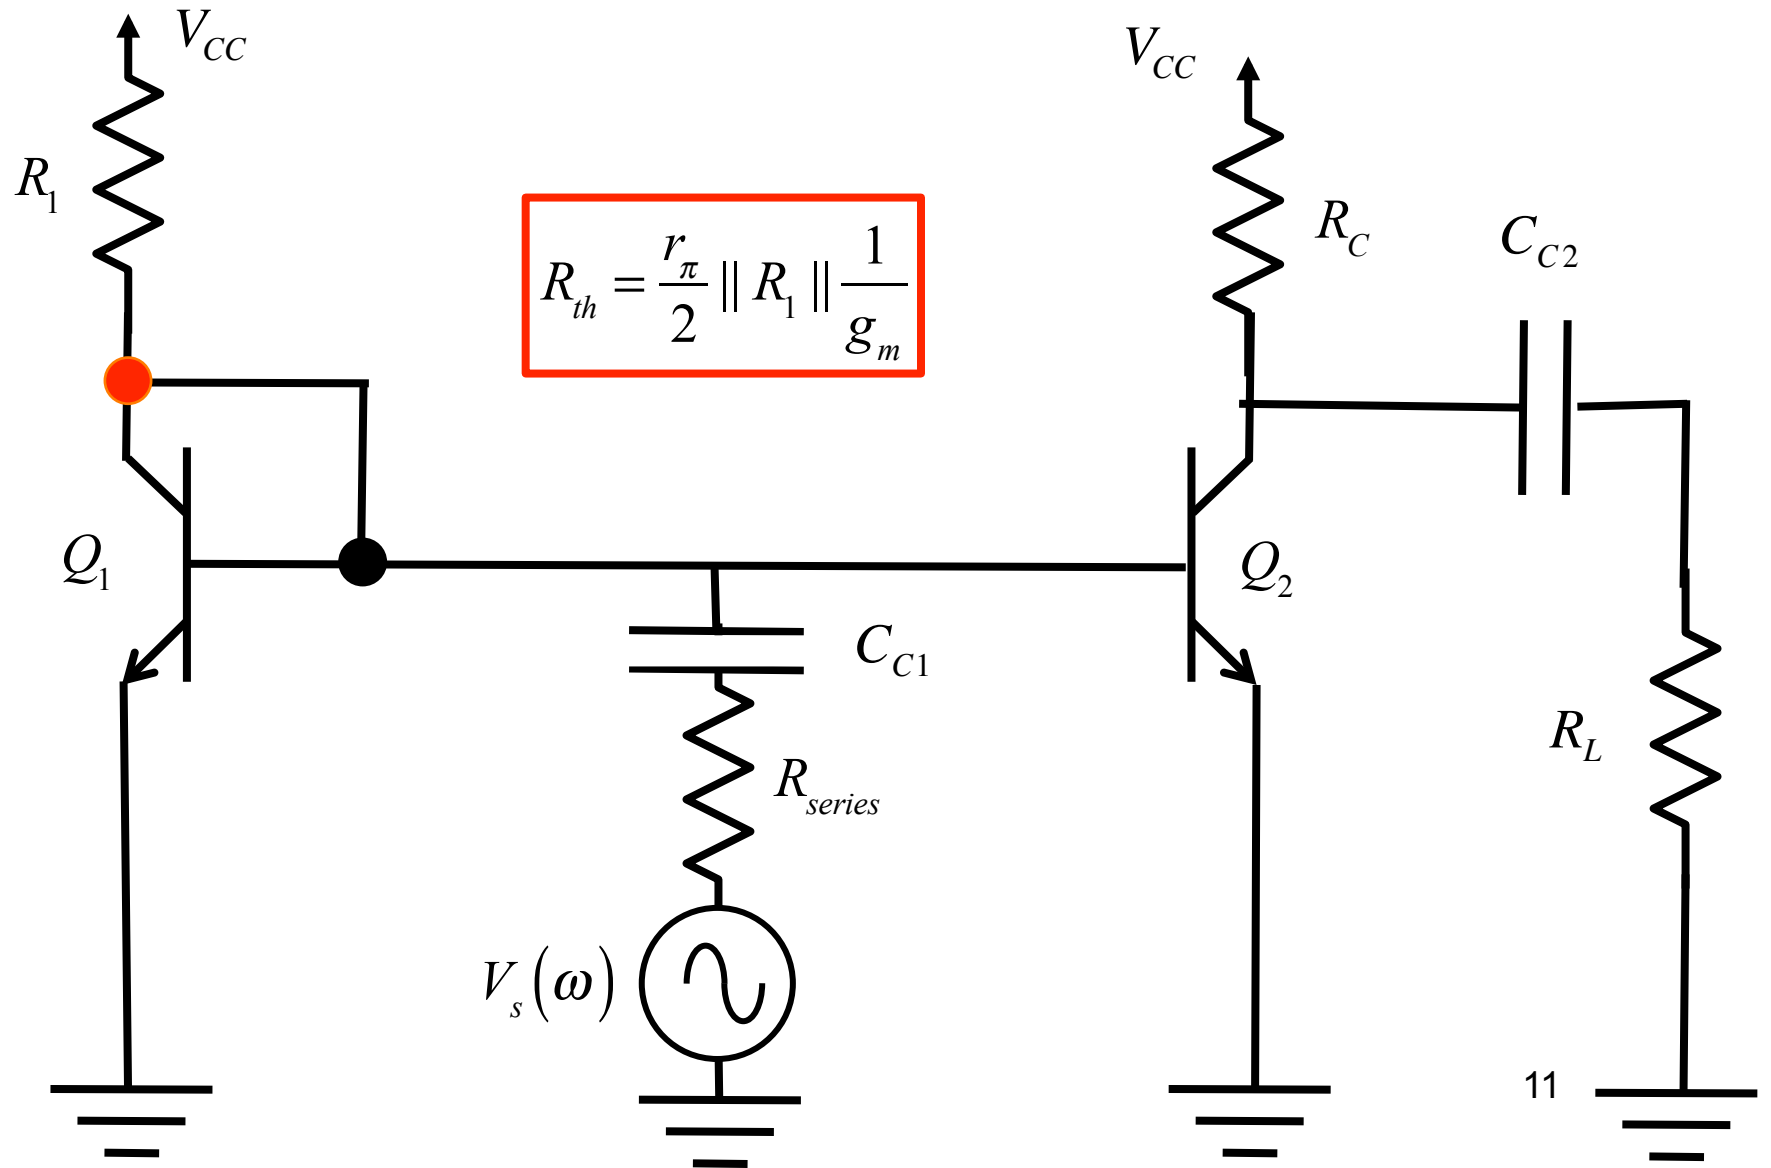 V_CC
V_CC
R_1
R_C
C_C2
R_th = r_π/2 || R_1 || 1/g_m
Q_1
Q_2
C_C1
R_series
R_L
V_s(ω)
11